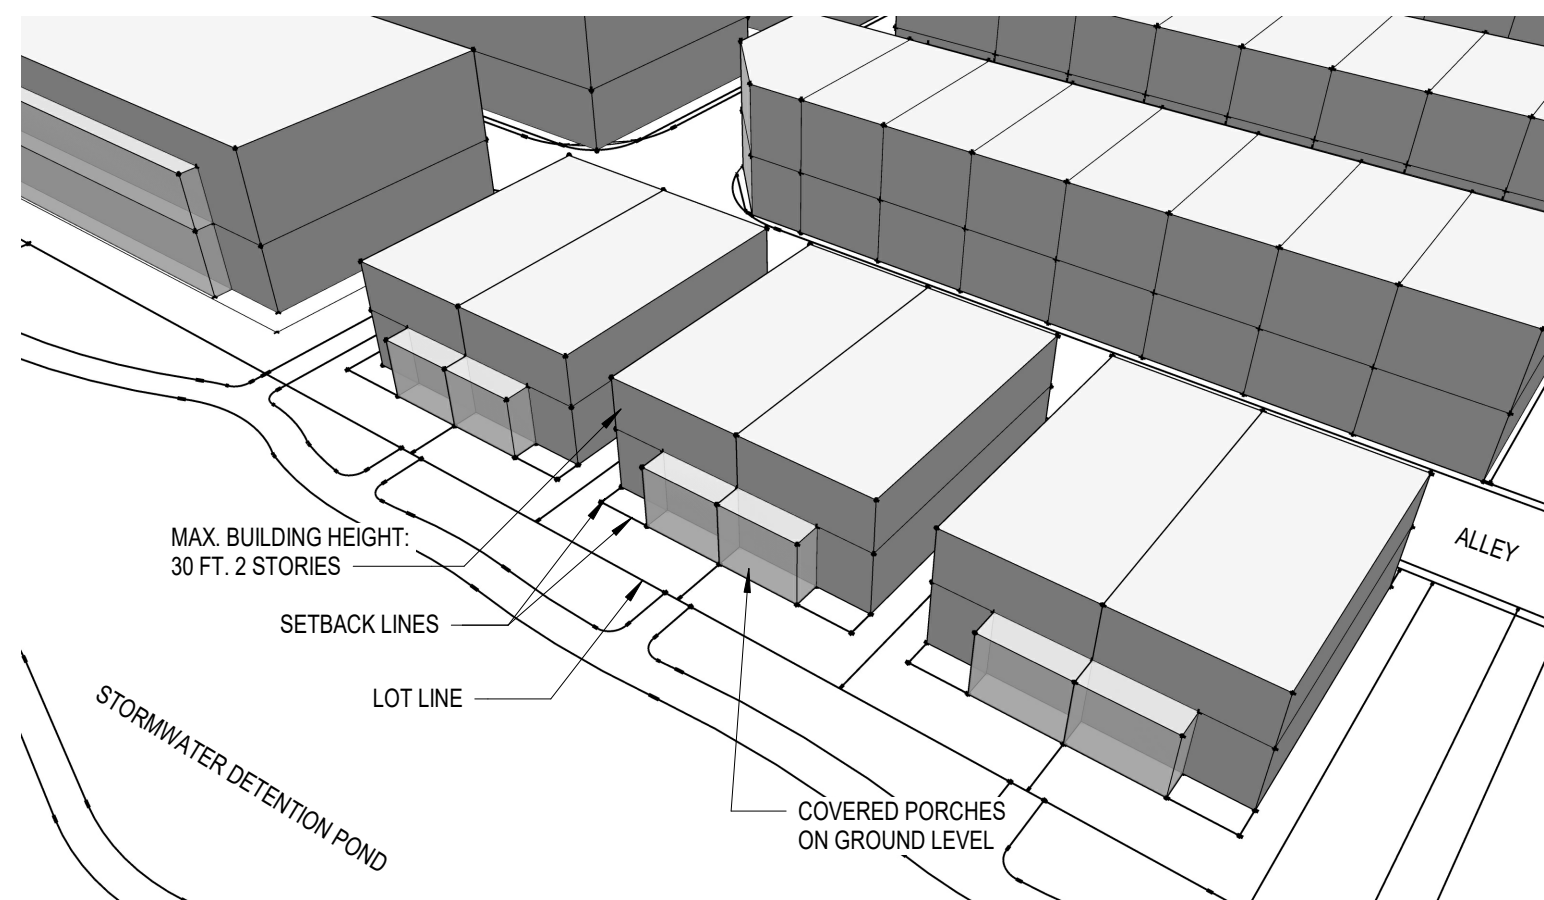 MAX. BUILDING HEIGHT:
30 FT. 2 STORIES
SETBACK LINES
LOT LINE
STORMWATER DETENTION POND
COVERED PORCHES
ON GROUND LEVEL
ALLEY